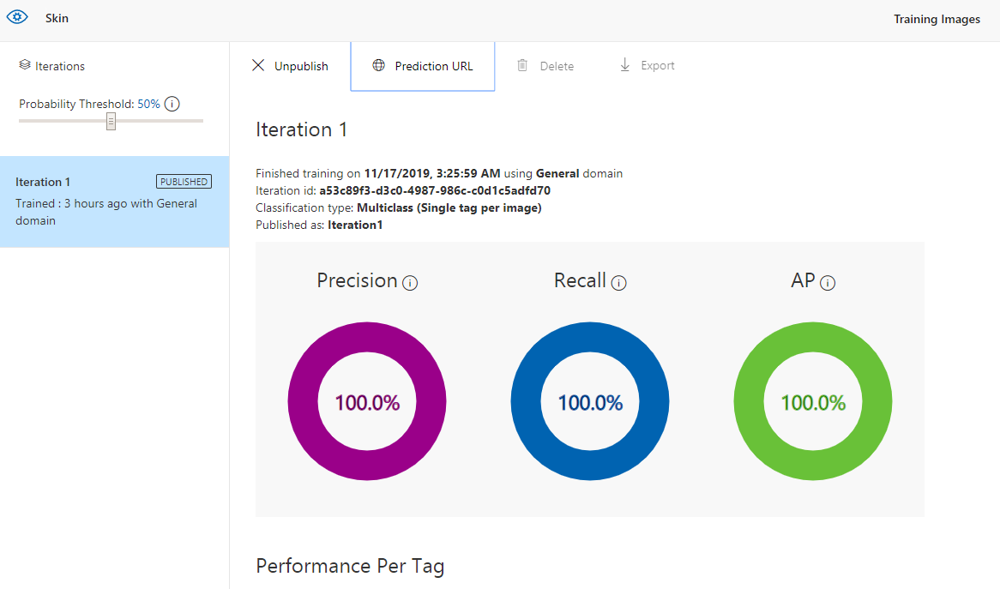 Skin
Training Images
Iterations
Probability Threshold: 50%
Iteration 1
PUBLISHED
Trained : 3 hours ago with General
domain
Unpublish
Prediction URL
Delete
Export
Iteration 1
Finished training on 11/17/2019, 3:25:59 AM using General domain
Iteration id: a53c89f3-d3c0-4987-986c-c0d1c5adfd70
Classification type: Multiclass (Single tag per image)
Published as: Iteration1
Precision
Recall
AP
100.0%
100.0%
100.0%
Performance Per Tag